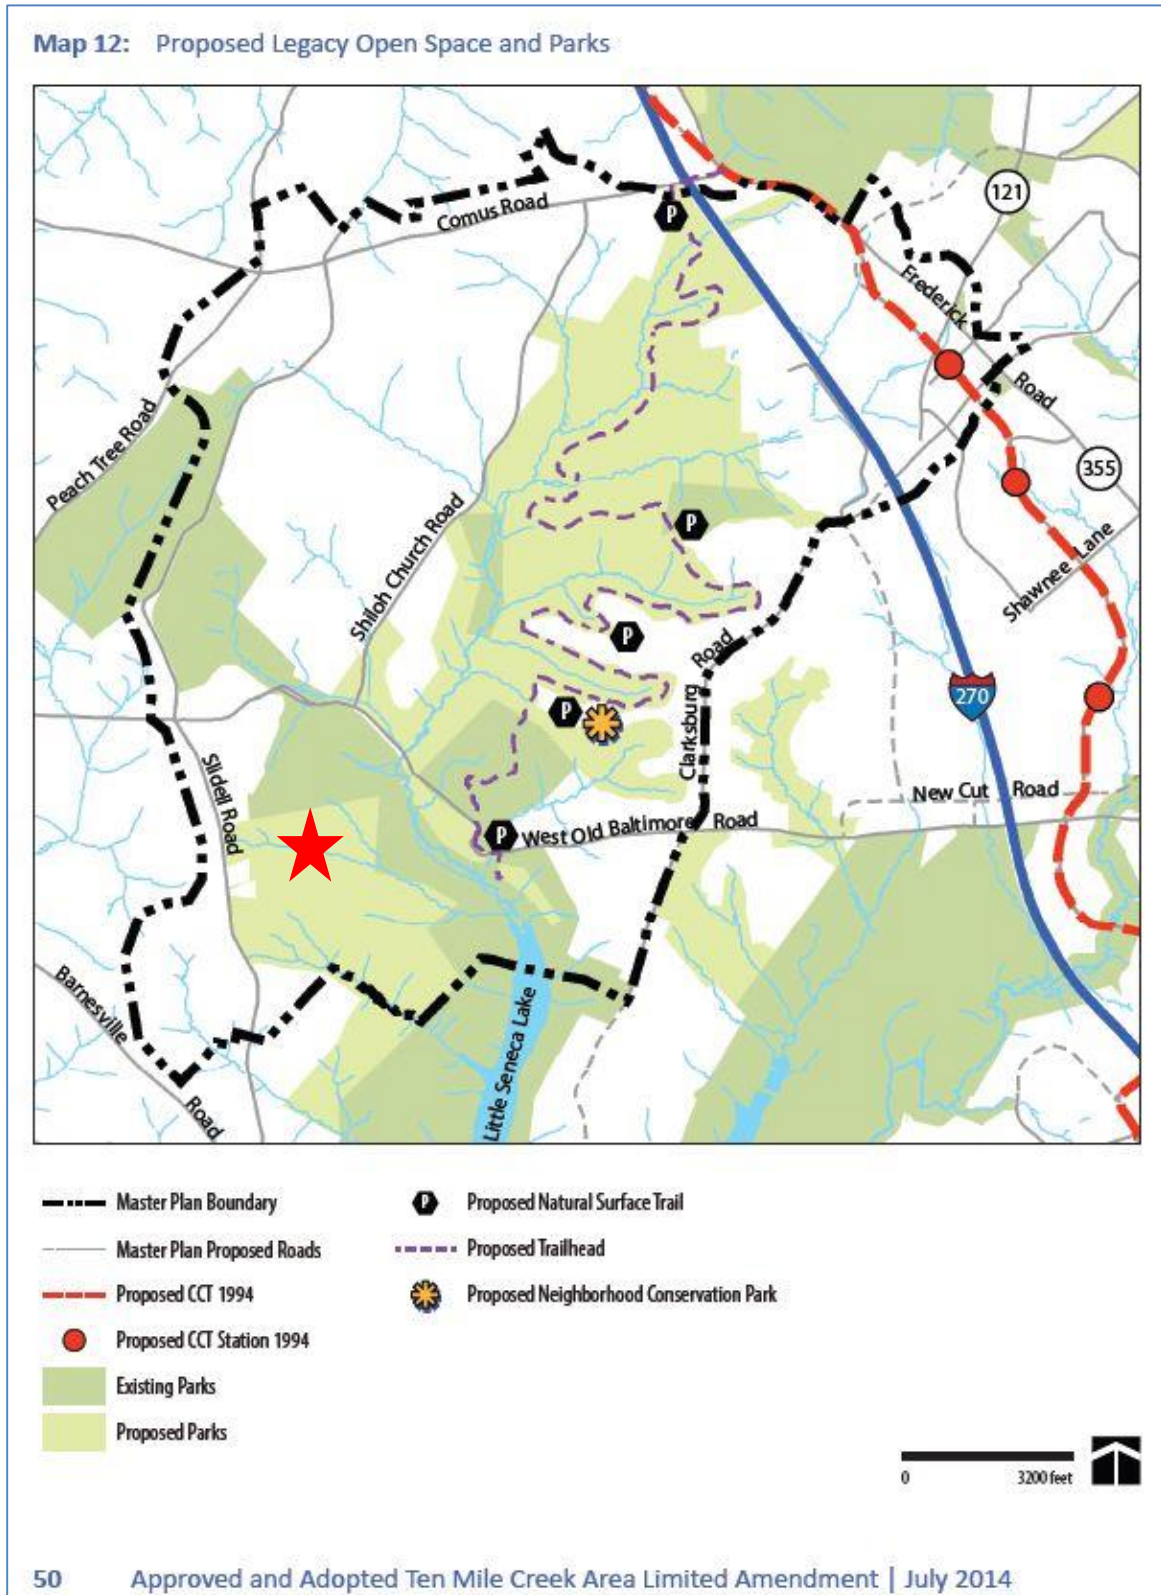 Map 12: Proposed Legacy Open Space and Parks
121
Comus Road
P
Frederick
Road
Peach Tree Road
355
Shiloh Church Road
P
Shawnee Lane
P
Road
270
P
Clarksburg
Slidell Road
New Cut Road
P
West Old Baltimore Road
Barnesville
Road
Little Seneca Lake
Master Plan Boundary
P
Proposed Natural Surface Trail
Master Plan Proposed Roads
Proposed Trailhead
Proposed CCT 1994
Proposed Neighborhood Conservation Park
Proposed CCT Station 1994
Existing Parks
Proposed Parks
0 3200 feet
50 Approved and Adopted Ten Mile Creek Area Limited Amendment | July 2014